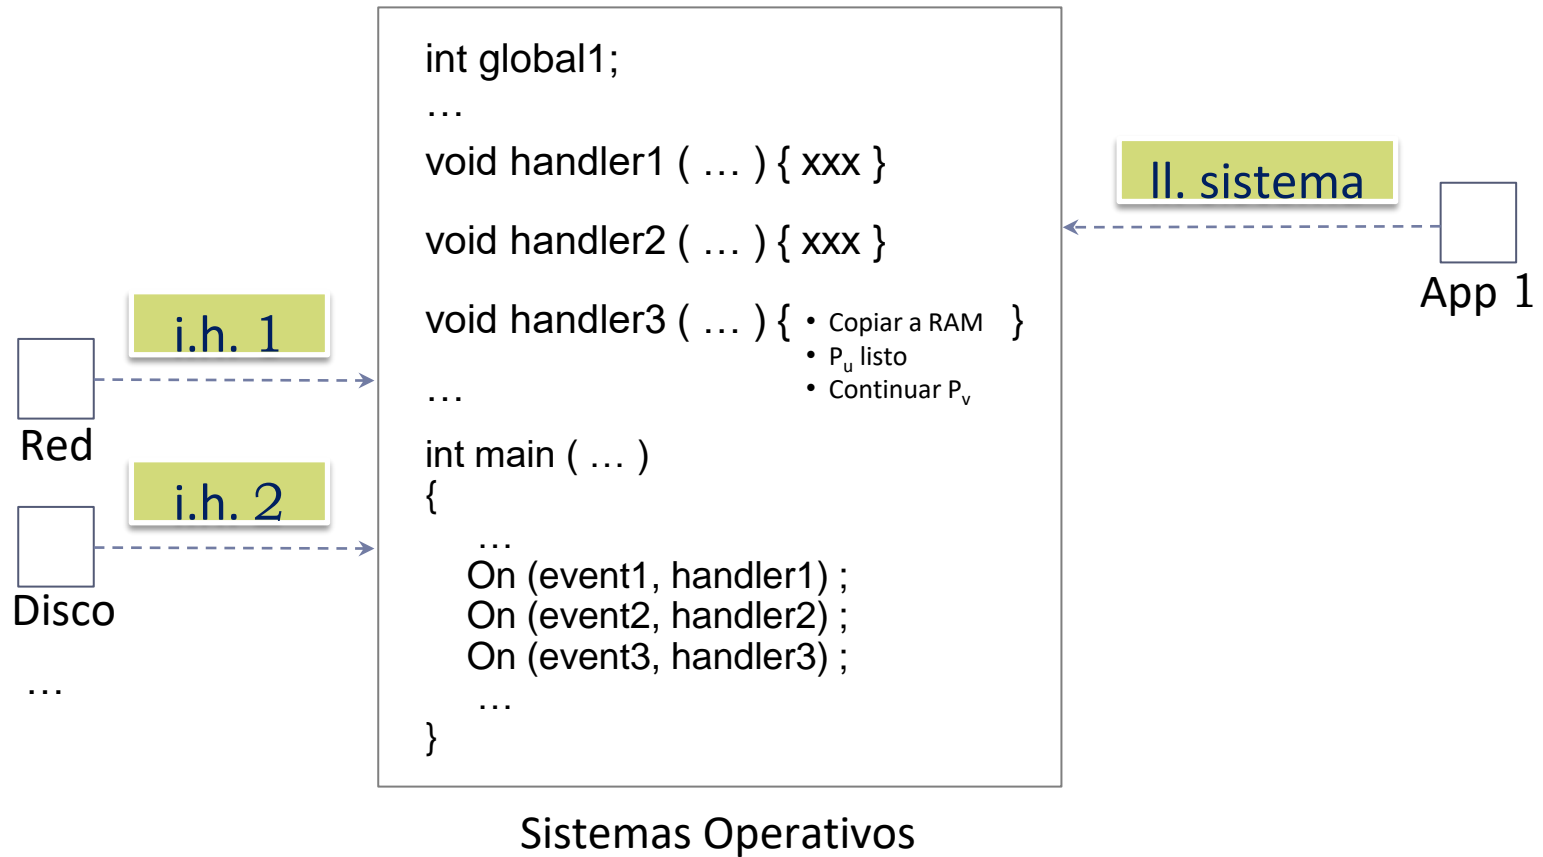 int global1;
…
void handler1 ( … ) { xxx }
void handler2 ( … ) { xxx }
void handler3 ( … ) { • Copiar a RAM }
• Pu listo
• Continuar Pv
…
int main ( … )
{
…
On (event1, handler1) ;
On (event2, handler2) ;
On (event3, handler3) ;
…
}
Sistemas Operativos
i.h. 1
Red
i.h. 2
Disco
…
ll. sistema
App 1